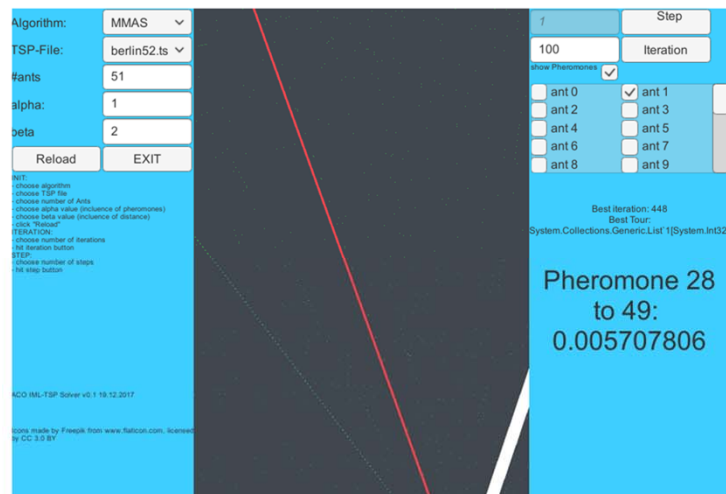 Algorithm:
MMAS
TSP-File:
berlin52.ts
#ants
51
alpha:
1
beta
2
Reload
EXIT
INIT:
- choose algorithm
- choose TSP file
- choose number of Ants
- choose alpha value (incluence of pheromones)
- choose beta value (incluence of distance)
- click "Reload"
ITERATION:
- choose number of iterations
- hit iteration button
STEP:
- choose number of steps
- hit step button
ACO IML-TSP Solver v0.1 19.12.2017
Icons made by Freepik from www.flaticon.com. licensed
by CC 3.0 BY
1
Step
100
Iteration
show Pheromones
ant 0
ant 1
ant 2
ant 3
ant 4
ant 5
ant 6
ant 7
ant 8
ant 9
Best iteration: 448
Best Tour:
System.Collections.Generic.List`1[System.Int32
Pheromone 28
to 49:
0.005707806